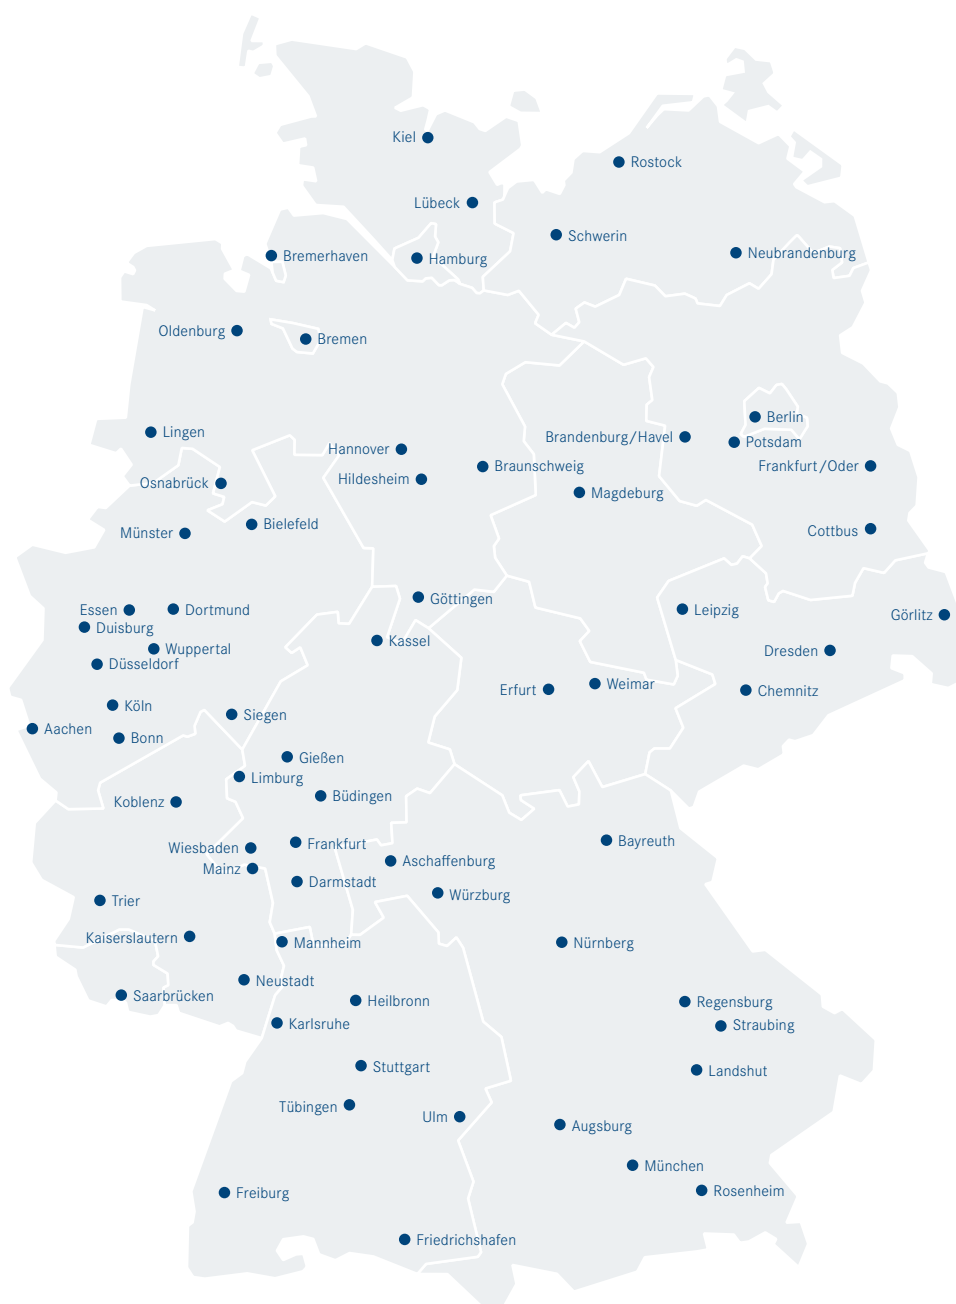 Kiel
Rostock
Lübeck
Schwerin
Neubrandenburg
Bremerhaven
Hamburg
Oldenburg
Bremen
Berlin
Lingen
Brandenburg/Havel
Potsdam
Hannover
Braunschweig
Frankfurt/Oder
Hildesheim
Osnabrück
Magdeburg
Bielefeld
Cottbus
Münster
Göttingen
Essen
Dortmund
Leipzig
Görlitz
Duisburg
Kassel
Wuppertal
Dresden
Düsseldorf
Weimar
Erfurt
Chemnitz
Köln
Siegen
Aachen
Bonn
Gießen
Limburg
Büdingen
Koblenz
Bayreuth
Frankfurt
Wiesbaden
Aschaffenburg
Mainz
Darmstadt
Würzburg
Trier
Kaiserslautern
Mannheim
Nürnberg
Neustadt
Saarbrücken
Heilbronn
Regensburg
Karlsruhe
Straubing
Stuttgart
Landshut
Tübingen
Ulm
Augsburg
München
Rosenheim
Freiburg
Friedrichshafen